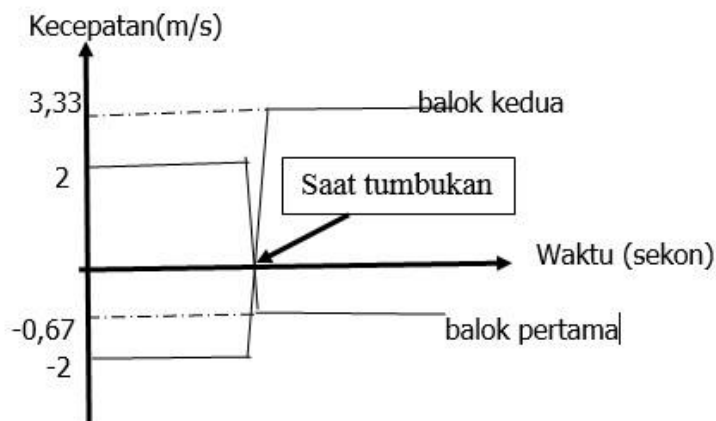 Kecepatan(m/s)
3,33
balok kedua
2
Saat tumbukan
Waktu (sekon)
-0,67
balok pertama
-2